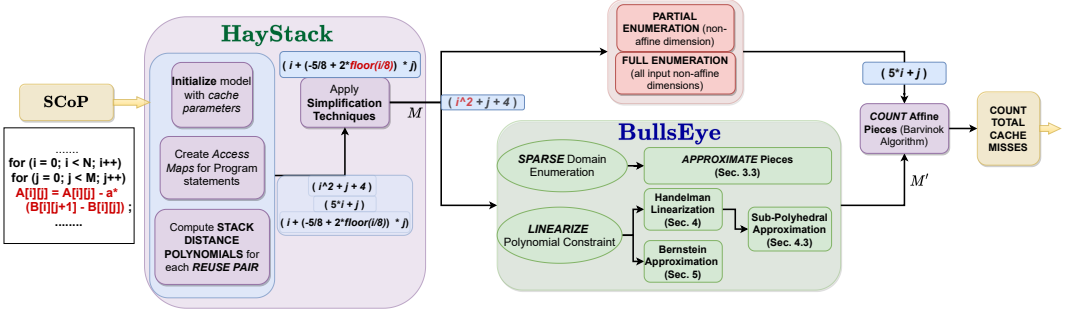 SCoP
.......
for (i = 0; i < N; i++)
for (j = 0; j < M; j++)
A[i][j] = A[i][j] - a*
(B[i][j+1] - B[i][j]) ;
........
HayStack
Initialize model
with cache
parameters
Create Access
Maps for Program
statements
Compute STACK
DISTANCE
POLYNOMIALS for
each REUSE PAIR
( i + (-5/8 + 2*floor(i/8)) * j)
Apply
Simplification
Techniques
( i^2 + j + 4 )
( 5*i + j )
( i + (-5/8 + 2*floor(i/8)) * j)
M
( i^2 + j + 4 )
PARTIAL
ENUMERATION (non-
affine dimension)
FULL ENUMERATION
(all input non-affine
dimensions)
BullsEye
SPARSE Domain
Enumeration
APPROXIMATE Pieces
(Sec. 3.3)
LINEARIZE
Polynomial Constraint
Handelman
Linearization
(Sec. 4)
Sub-Polyhedral
Approximation
(Sec. 4.3)
Bernstein
Approximation
(Sec. 5)
( 5*i + j )
COUNT Affine
Pieces (Barvinok
Algorithm)
M'
COUNT
TOTAL
CACHE
MISSES